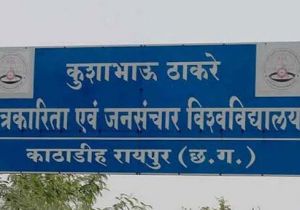 कुशाभाऊ ठाकरे
त्रकारिता एवं जनसंचार विश्वविद्यालय
काठाडीह रायपुर (छ.ग.)